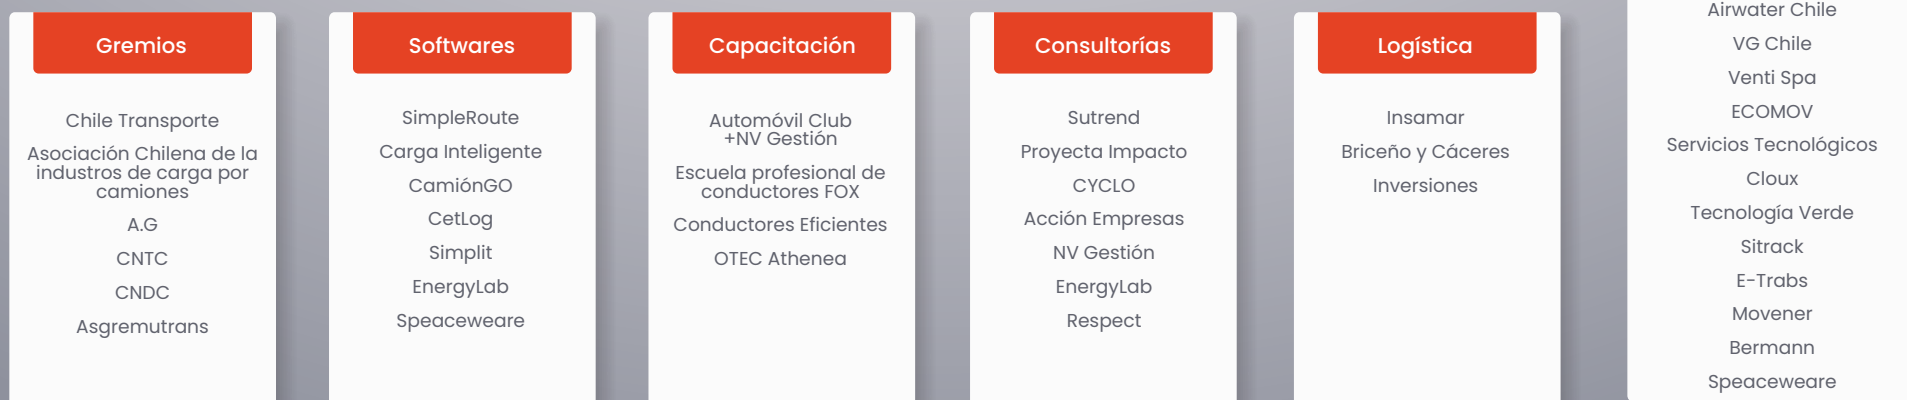 Gremios
Chile Transporte
Asociación Chilena de la
industros de carga por
camiones
A.G
CNTC
CNDC
Asgremutrans
Softwares
SimpleRoute
Carga Inteligente
CamiónGO
CetLog
Simplit
EnergyLab
Speaceweare
Capacitación
Automóvil Club
+NV Gestión
Escuela profesional de
conductores FOX
Conductores Eficientes
OTEC Athenea
Consultorías
Sutrend
Proyecta Impacto
CYCLO
Acción Empresas
NV Gestión
EnergyLab
Respect
Logística
Insamar
Briceño y Cáceres
Inversiones
Airwater Chile
VG Chile
Venti Spa
ECOMOV
Servicios Tecnológicos
Cloux
Tecnología Verde
Sitrack
E-Trabs
Movener
Bermann
Speaceweare